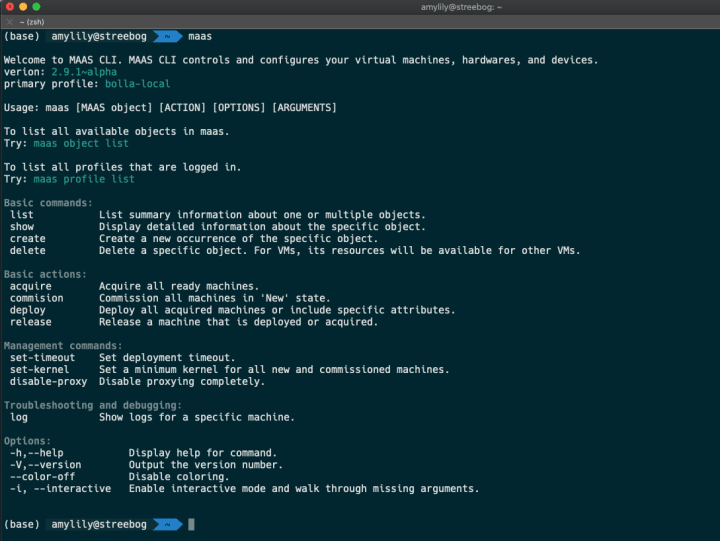 amylily@streebog: ~
~ (zsh)
(base) amylily@streebog ~ maas
Welcome to MAAS CLI. MAAS CLI controls and configures your virtual machines, hardwares, and devices.
verion: 2.9.1~alpha
primary profile: bolla-local
Usage: maas [MAAS object] [ACTION] [OPTIONS] [ARGUMENTS]
To list all available objects in maas.
Try: maas object list
To list all profiles that are logged in.
Try: maas profile list
Basic commands:
list List summary information about one or multiple objects.
show Display detailed information about the specific object.
create Create a new occurrence of the specific object.
delete Delete a specific object. For VMs, its resources will be available for other VMs.
Basic actions:
acquire Acquire all ready machines.
commision Commission all machines in 'New' state.
deploy Deploy all acquired machines or include specific attributes.
release Release a machine that is deployed or acquired.
Management commands:
set-timeout Set deployment timeout.
set-kernel Set a minimum kernel for all new and commissioned machines.
disable-proxy Disable proxying completely.
Troubleshooting and debugging:
log Show logs for a specific machine.
Options:
-h,--help Display help for command.
-V,--version Output the version number.
--color-off Disable coloring.
-i, --interactive Enable interactive mode and walk through missing arguments.
(base) amylily@streebog ~